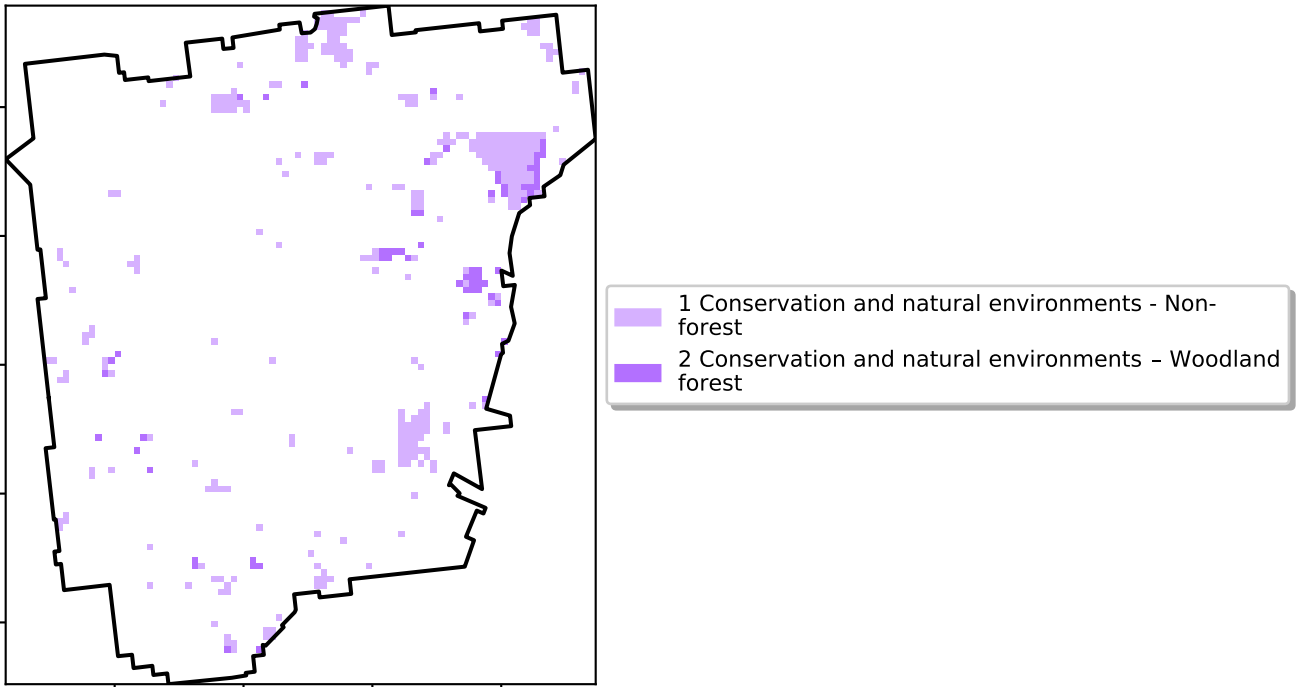 1 Conservation and natural environments - Non-
forest
2 Conservation and natural environments – Woodland
forest